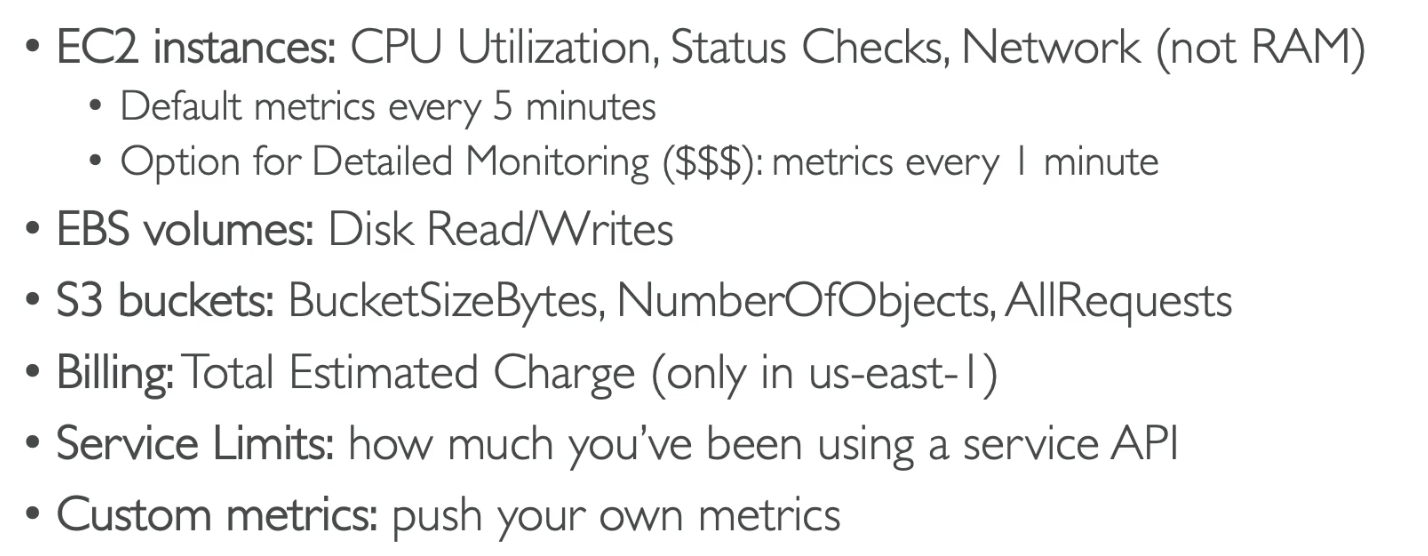 • EC2 instances: CPU Utilization, Status Checks, Network (not RAM)
• Default metrics every 5 minutes
• Option for Detailed Monitoring ($$$): metrics every 1 minute
• EBS volumes: Disk Read/Writes
• S3 buckets: BucketSizeBytes, NumberOfObjects, AllRequests
• Billing: Total Estimated Charge (only in us-east-1)
• Service Limits: how much you’ve been using a service API
• Custom metrics: push your own metrics